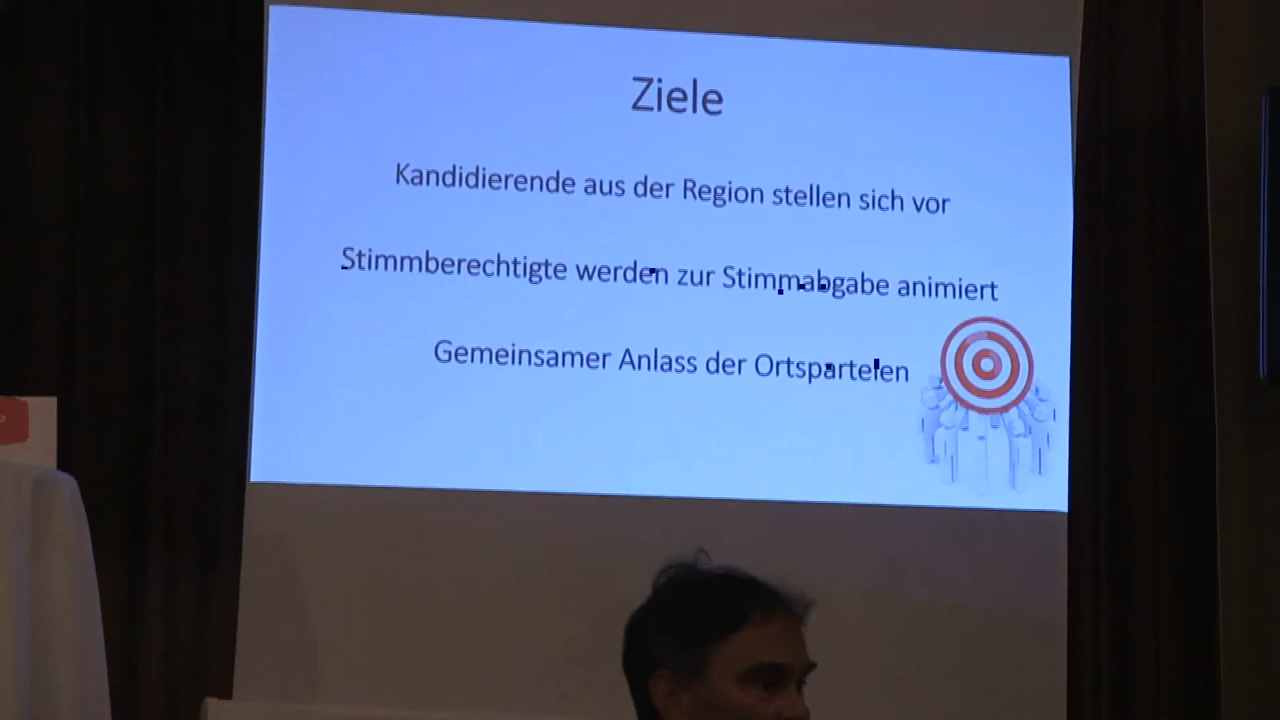 Ziele
Kandidierende aus der Region stellen sich vor
Stimmberechtigte werden zur Stimmabgabe animiert
Gemeinsamer Anlass der Ortsparteien